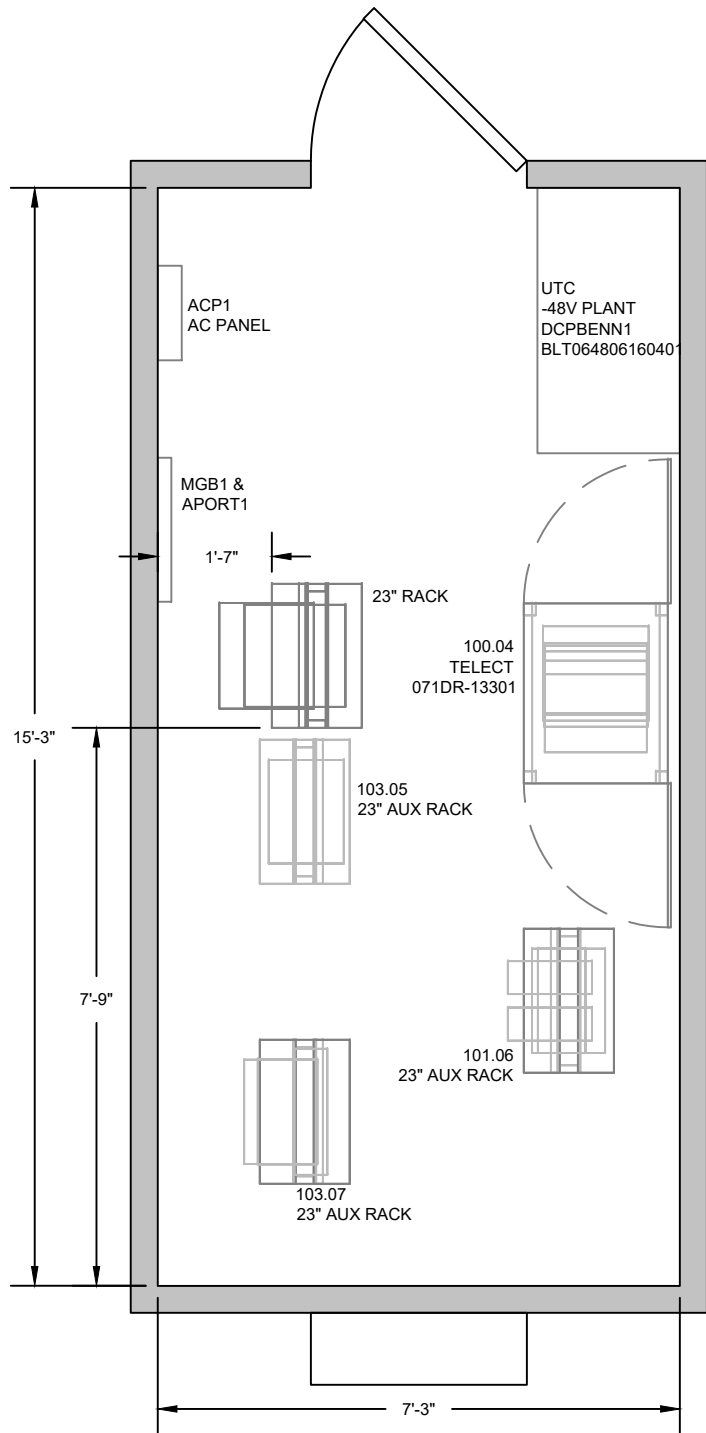 ACP1
AC PANEL
UTC
-48V PLANT
DCPBENN1
BLT064806160401
MGB1 &
APORT1
1'-7"
23" RACK
100.04
TELECT
071DR-13301
15'-3"
103.05
23" AUX RACK
7'-9"
101.06
23" AUX RACK
103.07
23" AUX RACK
7'-3"